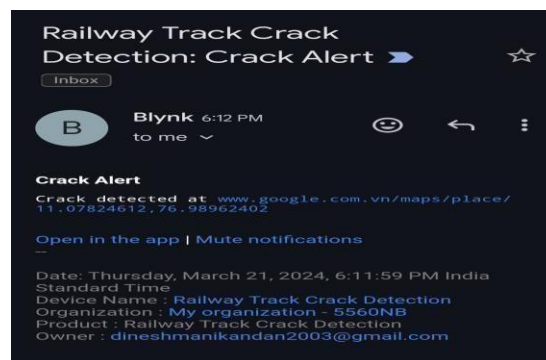 Railway Track Crack
Detection: Crack Alert
Inbox
B
Blynk 6:12 PM
to me
Crack Alert
Crack detected at www.google.com.vn/maps/place/
11.07824612,76.98962402
Open in the app | Mute notifications
--
Date: Thursday, March 21, 2024, 6:11:59 PM India
Standard Time
Device Name : Railway Track Crack Detection
Organization : My organization - 5560NB
Product : Railway Track Crack Detection
Owner : dineshmanikandan2003@gmail.com